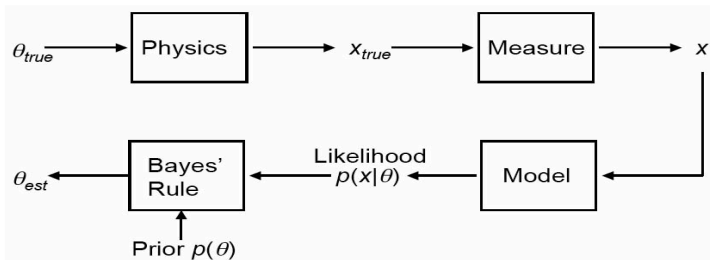 θtrue Physics xtrue Measure x
θest Bayes' Rule Likelihood p(x|θ) Model
Prior p(θ)